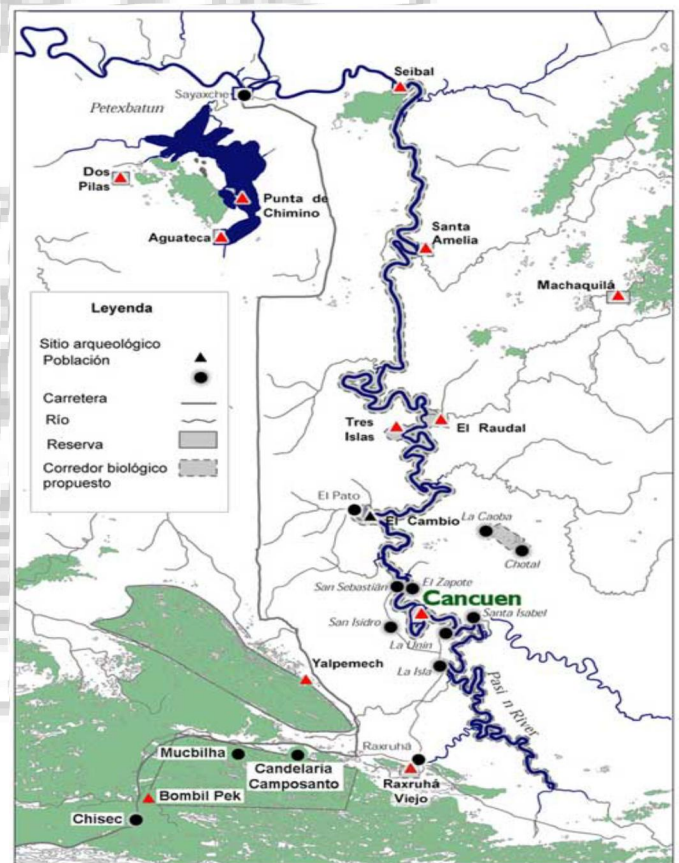 Seibal
Sayaxche
Petexbatun
Dos
Pilas
Punta de
Chimino
Aguateca
Santa
Amelia
Machaquilá
Leyenda
Sitio arqueológico
Población
Carretera
Río
Reserva
Corredor biológico
propuesto
Tres
Islas
El Raudal
El Pato
El Cambio
La Caoba
Chotal
San Sebastián
El Zapote
Cancuen
Santa Isabel
San Isidro
La Unin
La Isla
Pasi n River
Yalpemech
Raxruhá
Mucbilha
Candelaria
Camposanto
Raxruhá
Viejo
Bombil Pek
Chisec